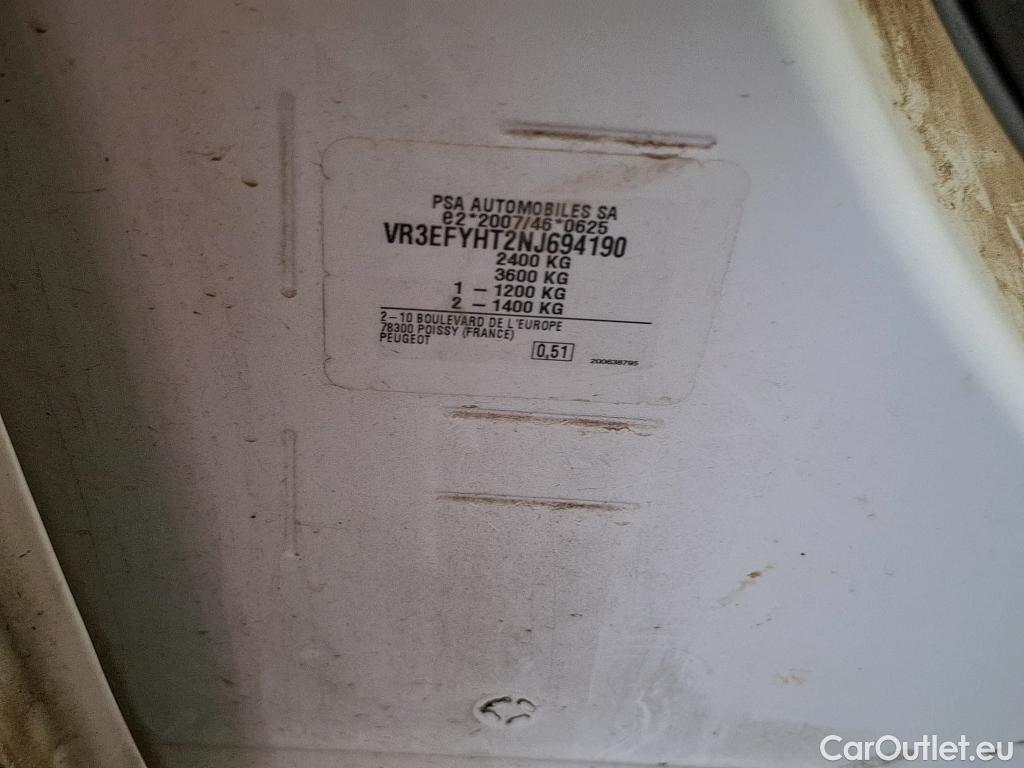 PSA AUTOMOBILES SA
e2*2007/46*0625
VR3EFYHT2NJ694190
2400 KG
3600 KG
1 – 1200 KG
2 – 1400 KG
2–10 BOULEVARD DE L'EUROPE
78300 POISSY (FRANCE)
PEUGEOT
0,51
200638795
CarOutlet.eu